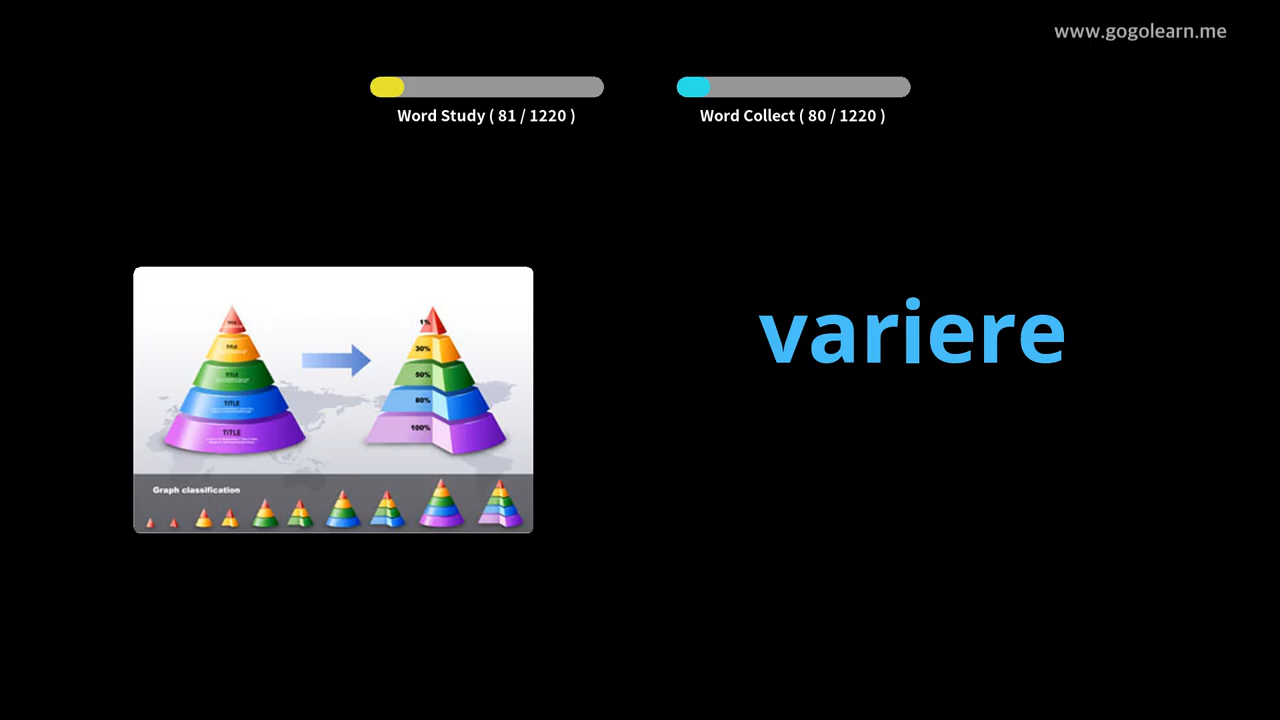 www.gogolearn.me
Word Study ( 81 / 1220 )
Word Collect ( 80 / 1220 )
variere
TITLE
TITLE
TITLE
TITLE
1%
30%
50%
80%
100%
Graph classification